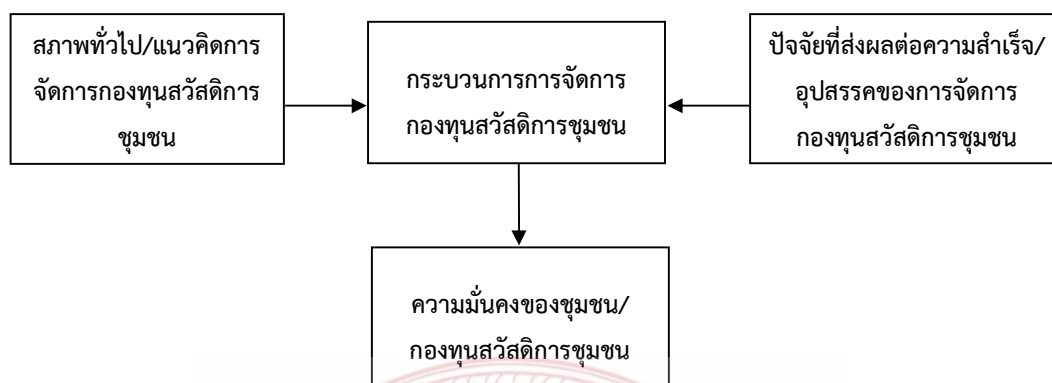 สภาพทั่วไป/แนวคิดการ
จัดการกองทุนสวัสดิการ
ชุมชน
กระบวนการการจัดการ
กองทุนสวัสดิการชุมชน
ปัจจัยที่ส่งผลต่อความสำเร็จ/
อุปสรรคของการจัดการ
กองทุนสวัสดิการชุมชน
ความมั่นคงของชุมชน/
กองทุนสวัสดิการชุมชน